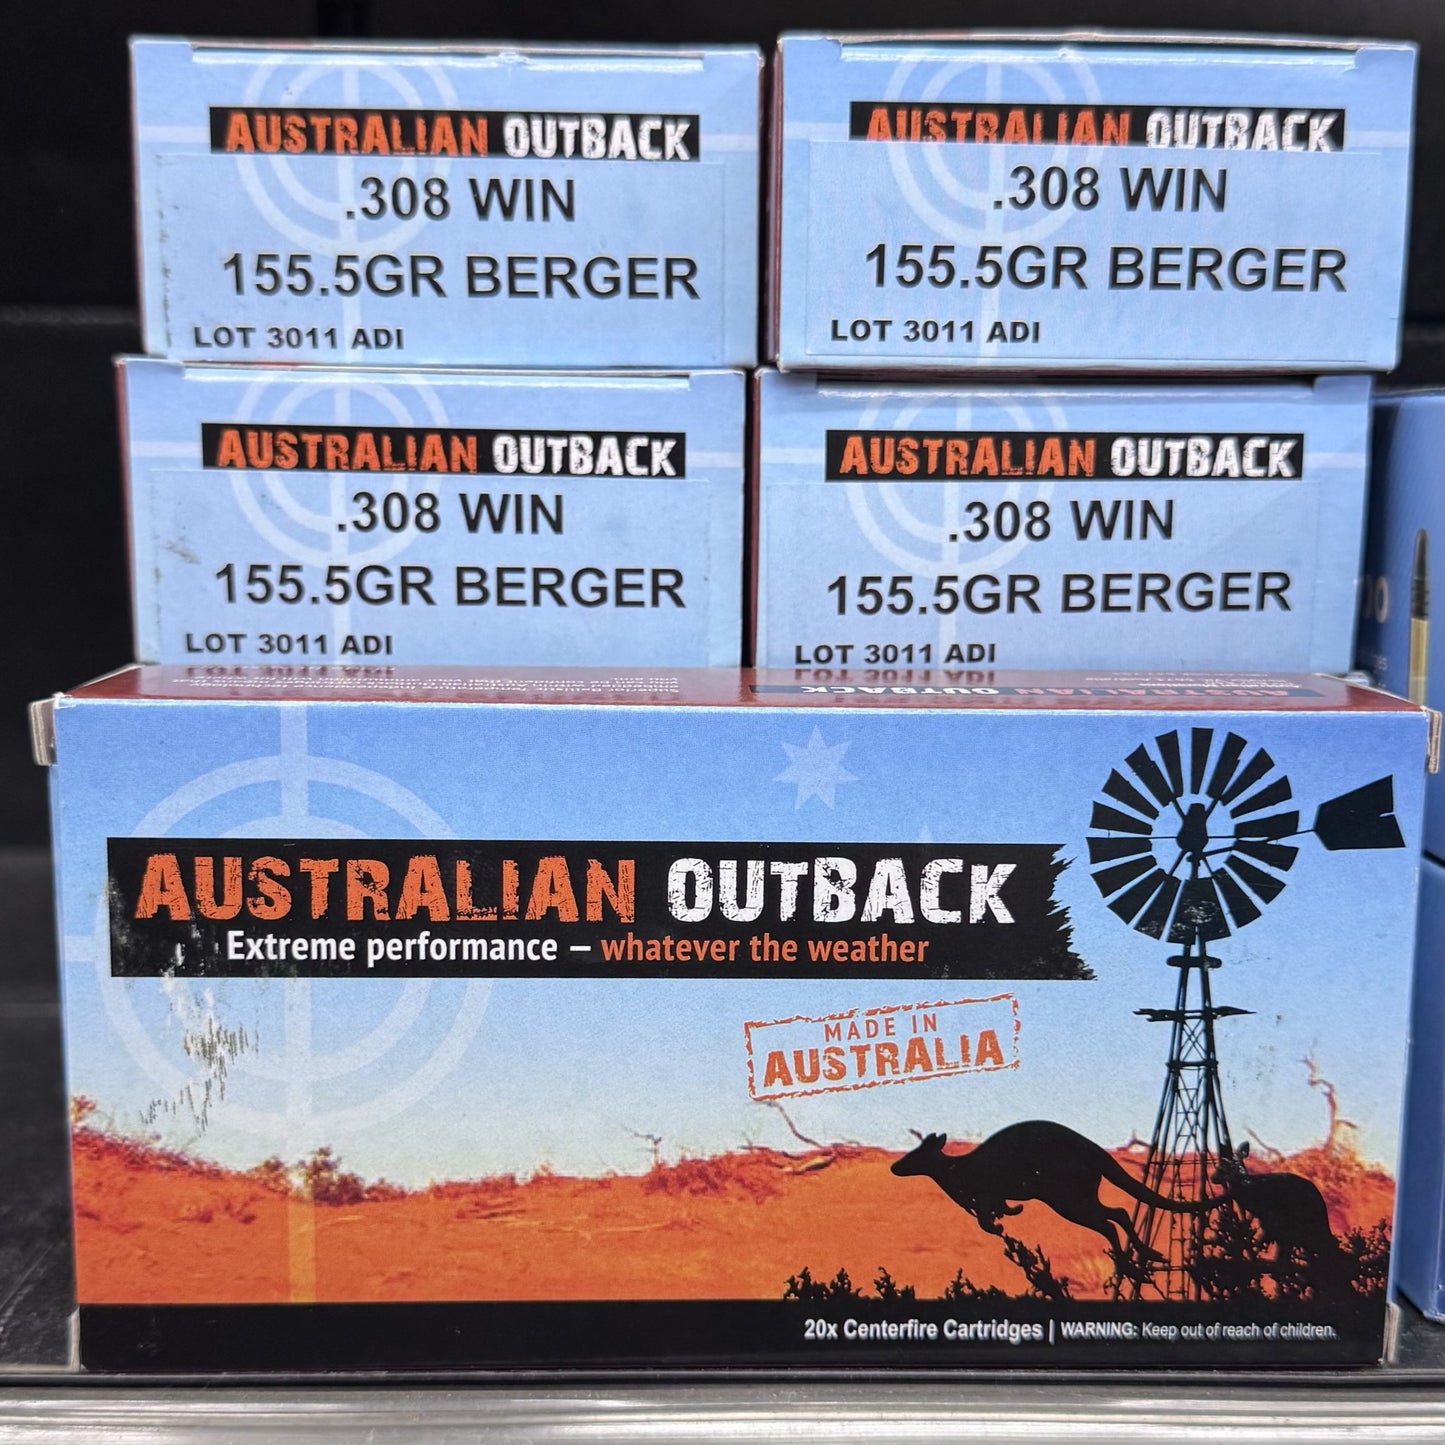 AUSTRALIAN OUTBACK
.308 WIN
155.5GR BERGER
LOT 3011 ADI
AUSTRALIAN OUTBACK
.308 WIN
155.5GR BERGER
LOT 3011 ADI
AUSTRALIAN OUTBACK
.308 WIN
155.5GR BERGER
LOT 3011 ADI
AUSTRALIAN OUTBACK
.308 WIN
155.5GR BERGER
LOT 3011 ADI
AUSTRALIAN OUTBACK
AUSTRALIAN OUTBACK
Extreme performance – whatever the weather
MADE IN
AUSTRALIA
20x Centerfire Cartridges | WARNING: Keep out of reach of children.